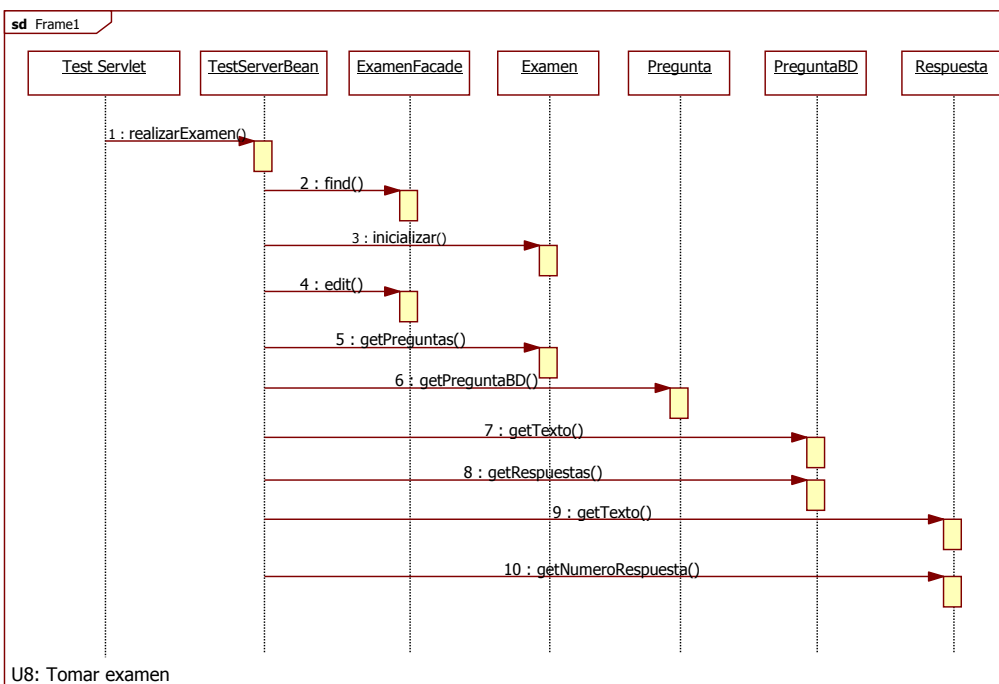 sd Frame1
Test Servlet TestServerBean ExamenFacade Examen Pregunta PreguntaBD Respuesta
1 : realizarExamen()
2 : find()
3 : inicializar()
4 : edit()
5 : getPreguntas()
6 : getPreguntaBD()
7 : getTexto()
8 : getRespuestas()
9 : getTexto()
10 : getNumeroRespuesta()
U8: Tomar examen